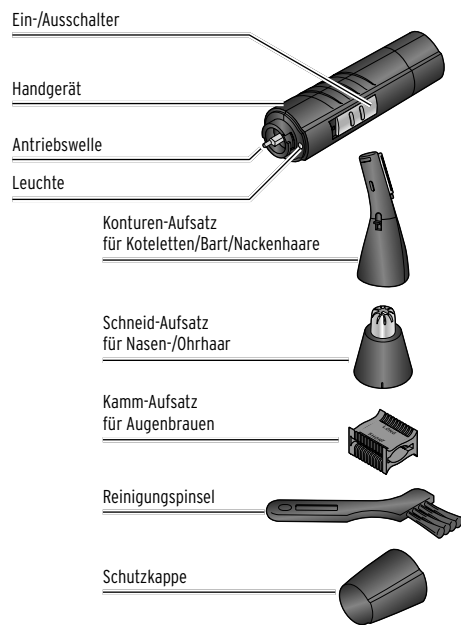 Ein-/Ausschalter
Handgerät
Antriebswelle
Leuchte
Konturen-Aufsatz
für Koteletten/Bart/Nackenhaare
Schneid-Aufsatz
für Nasen-/Ohrhaar
Kamm-Aufsatz
für Augenbrauen
Reinigungspinsel
Schutzkappe